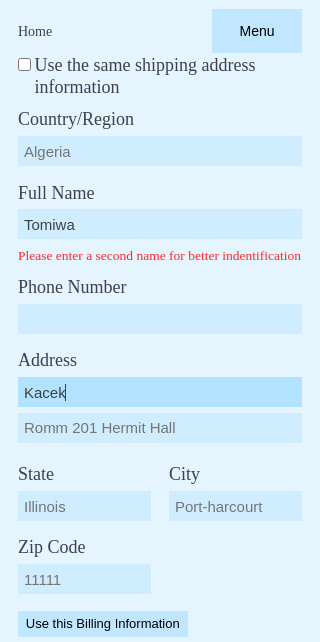 Home
Menu
Use the same shipping address
information
Country/Region
Algeria
Full Name
Tomiwa
Please enter a second name for better indentification
Phone Number
Address
Kacek
Romm 201 Hermit Hall
State
City
Illinois
Port-harcourt
Zip Code
11111
Use this Billing Information